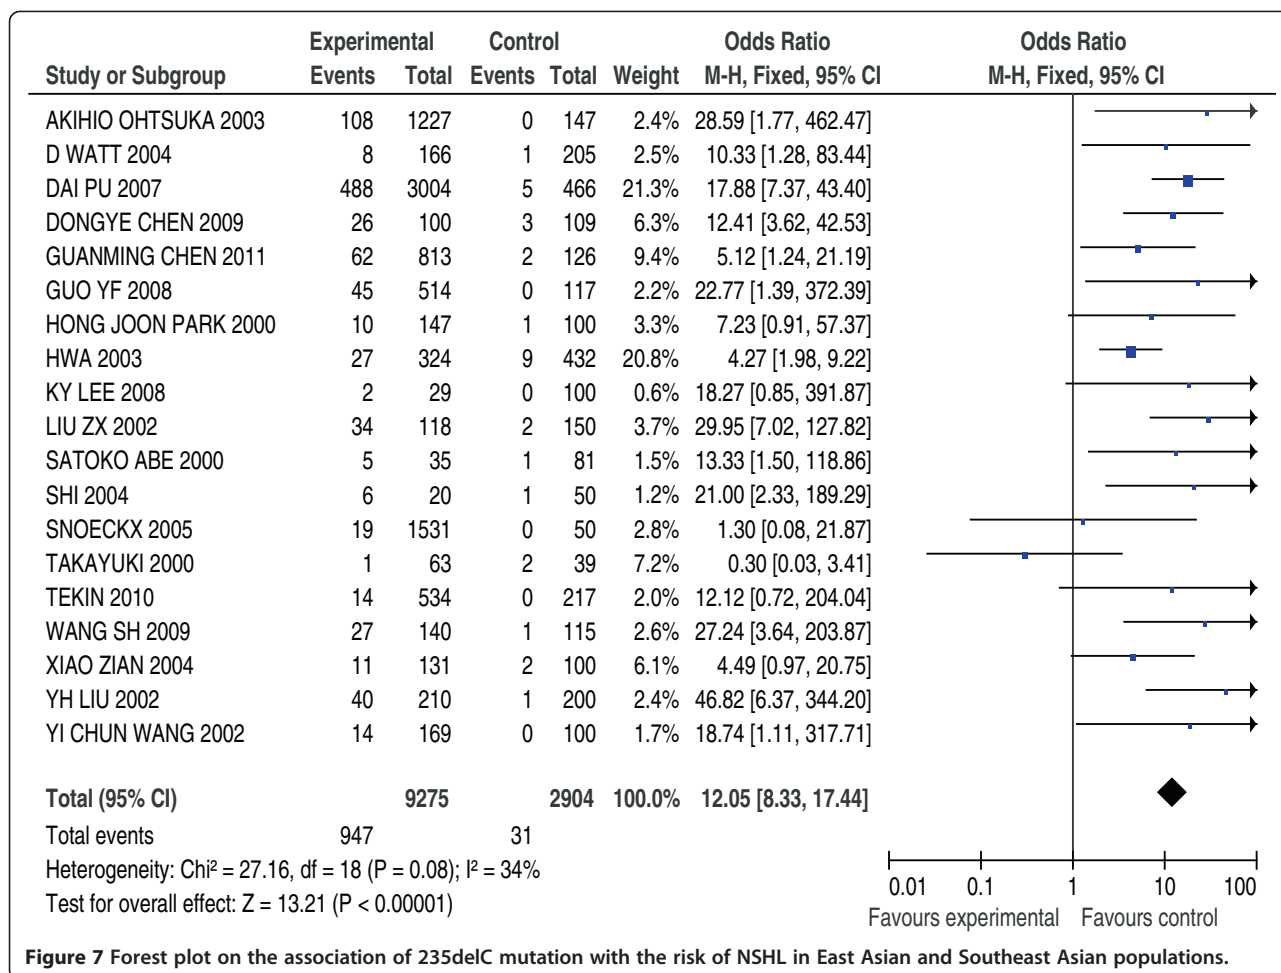 Experimental Control Odds Ratio Odds Ratio
Study or Subgroup Events Total Events Total Weight M-H, Fixed, 95% CI M-H, Fixed, 95% CI
AKIHIO OHTSUKA 2003 108 1227 0 147 2.4% 28.59 [1.77, 462.47]
D WATT 2004 8 166 1 205 2.5% 10.33 [1.28, 83.44]
DAI PU 2007 488 3004 5 466 21.3% 17.88 [7.37, 43.40]
DONGYE CHEN 2009 26 100 3 109 6.3% 12.41 [3.62, 42.53]
GUANMING CHEN 2011 62 813 2 126 9.4% 5.12 [1.24, 21.19]
GUO YF 2008 45 514 0 117 2.2% 22.77 [1.39, 372.39]
HONG JOON PARK 2000 10 147 1 100 3.3% 7.23 [0.91, 57.37]
HWA 2003 27 324 9 432 20.8% 4.27 [1.98, 9.22]
KY LEE 2008 2 29 0 100 0.6% 18.27 [0.85, 391.87]
LIU ZX 2002 34 118 2 150 3.7% 29.95 [7.02, 127.82]
SATOKO ABE 2000 5 35 1 81 1.5% 13.33 [1.50, 118.86]
SHI 2004 6 20 1 50 1.2% 21.00 [2.33, 189.29]
SNOECKX 2005 19 1531 0 50 2.8% 1.30 [0.08, 21.87]
TAKAYUKI 2000 1 63 2 39 7.2% 0.30 [0.03, 3.41]
TEKIN 2010 14 534 0 217 2.0% 12.12 [0.72, 204.04]
WANG SH 2009 27 140 1 115 2.6% 27.24 [3.64, 203.87]
XIAO ZIAN 2004 11 131 2 100 6.1% 4.49 [0.97, 20.75]
YH LIU 2002 40 210 1 200 2.4% 46.82 [6.37, 344.20]
YI CHUN WANG 2002 14 169 0 100 1.7% 18.74 [1.11, 317.71]
Total (95% CI) 9275 2904 100.0% 12.05 [8.33, 17.44]
Total events 947 31
Heterogeneity: Chi² = 27.16, df = 18 (P = 0.08); I² = 34%
Test for overall effect: Z = 13.21 (P < 0.00001)
0.01 0.1 1 10 100
Favours experimental Favours control
Figure 7 Forest plot on the association of 235delC mutation with the risk of NSHL in East Asian and Southeast Asian populations.